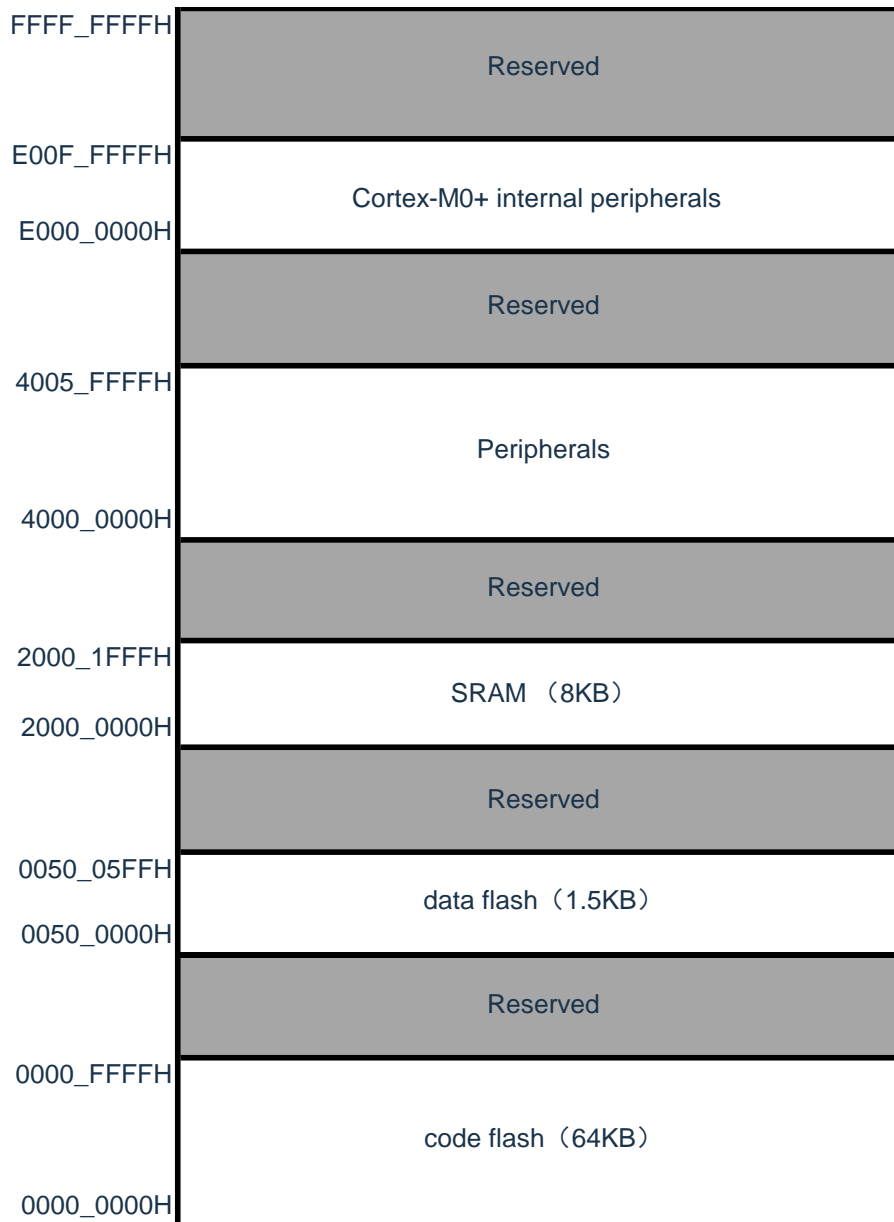 FFFF_FFFFH
Reserved
E00F_FFFFH
Cortex-M0+ internal peripherals
E000_0000H
Reserved
4005_FFFFH
Peripherals
4000_0000H
Reserved
2000_1FFFH
SRAM （8KB）
2000_0000H
Reserved
0050_05FFH
data flash（1.5KB）
0050_0000H
Reserved
0000_FFFFH
code flash（64KB）
0000_0000H